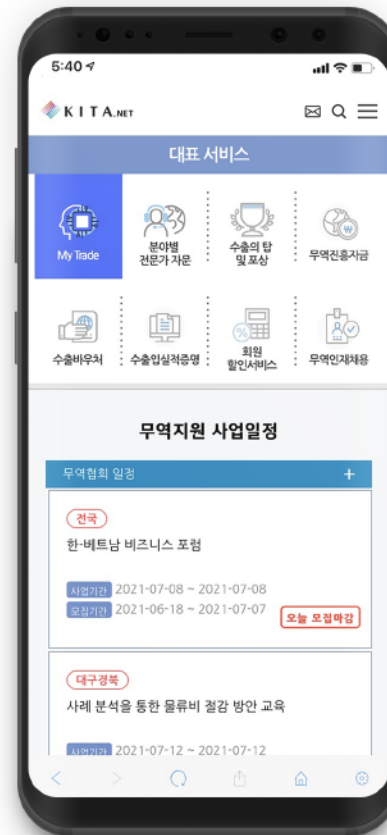 5:40
KITA.NET
대표 서비스
My Trade
분야별
전문가 자문
수출의 탑
및 포상
무역진흥자금
수출바우처
수출입실적증명
회원
할인서비스
무역인재채용
무역지원 사업일정
무역협회 일정 +
전국
한-베트남 비즈니스 포럼
사업기간 2021-07-08 ~ 2021-07-08
모집기간 2021-06-18 ~ 2021-07-07
오늘 모집마감
대구경북
사례 분석을 통한 물류비 절감 방안 교육
사업기간 2021-07-12 ~ 2021-07-12